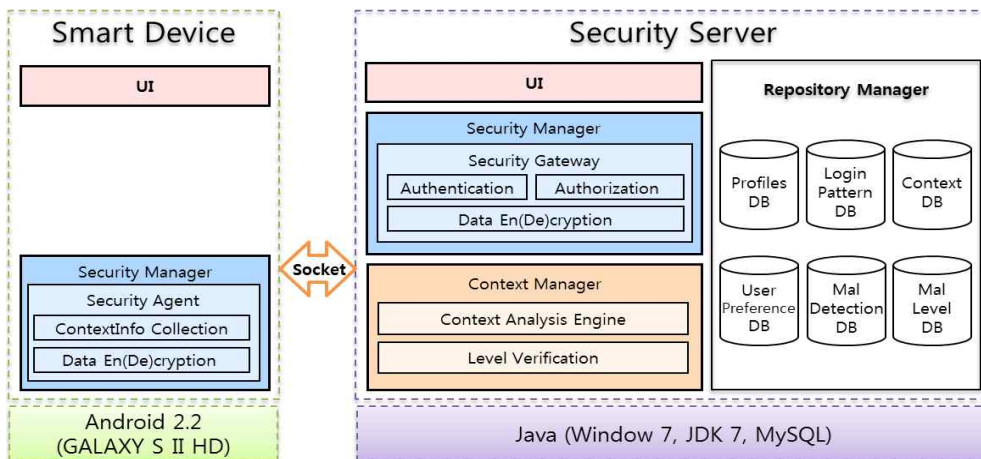 Smart Device
UI
Security Manager
Security Agent
ContextInfo Collection
Data En(De)cryption
Android 2.2
(GALAXY S II HD)
Socket
Security Server
UI
Security Manager
Security Gateway
Authentication
Authorization
Data En(De)cryption
Context Manager
Context Analysis Engine
Level Verification
Repository Manager
Profiles
DB
Login
Pattern
DB
Context
DB
User
Preference
DB
Mal
Detection
DB
Mal
Level
DB
Java (Window 7, JDK 7, MySQL)